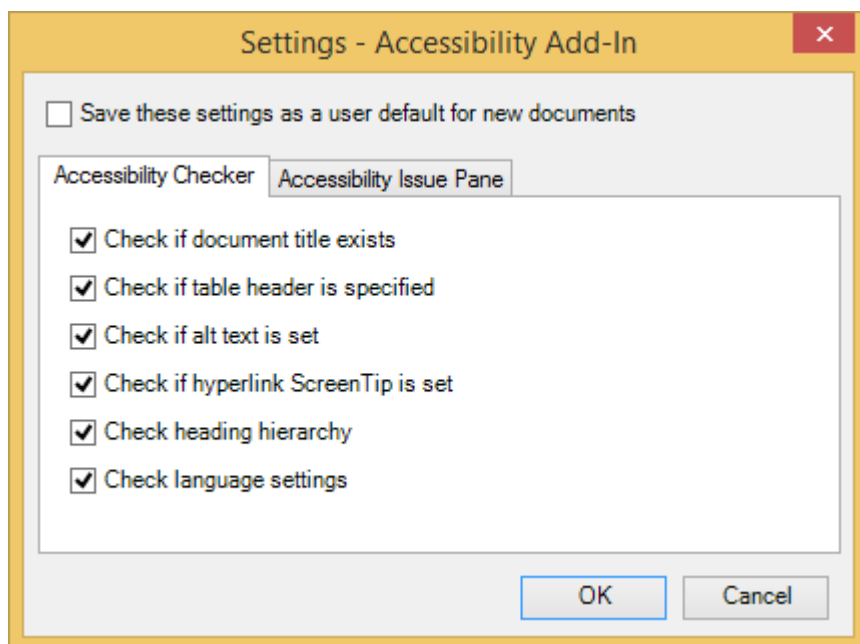 Settings - Accessibility Add-In
Save these settings as a user default for new documents
Accessibility Checker
Accessibility Issue Pane
Check if document title exists
Check if table header is specified
Check if alt text is set
Check if hyperlink ScreenTip is set
Check heading hierarchy
Check language settings
OK
Cancel